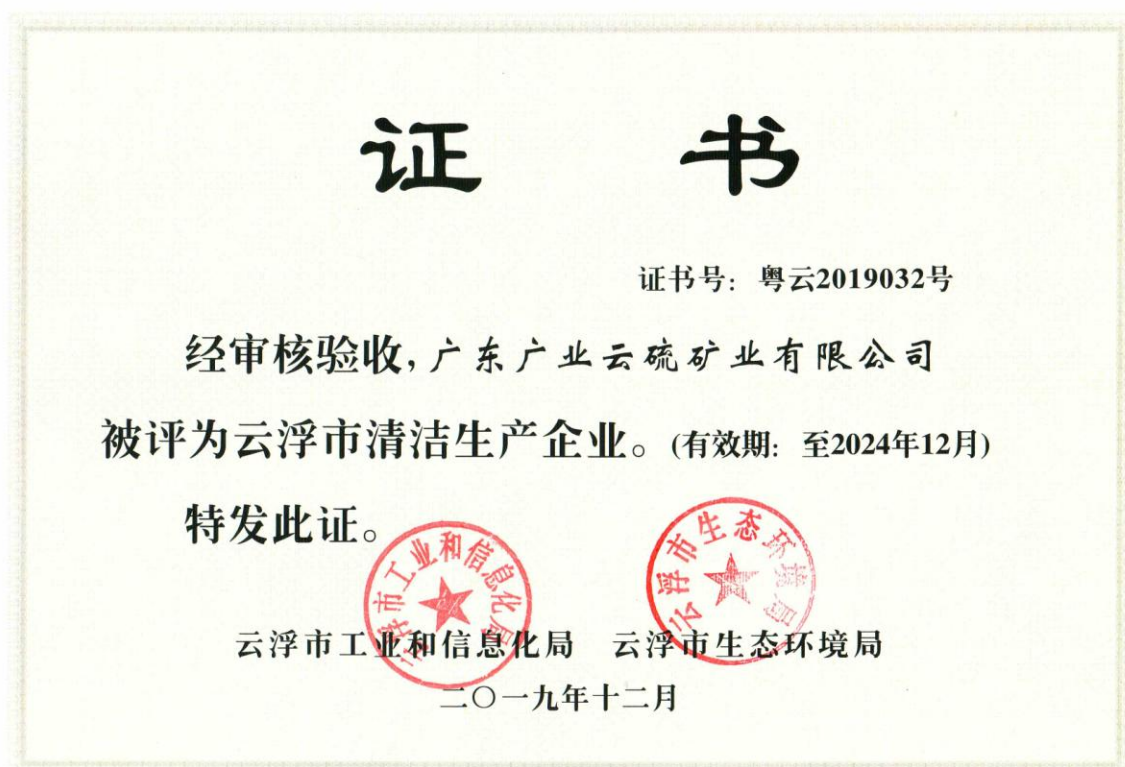 证 书
证书号：粤云2019032号
经审核验收，广东广业云硫矿业有限公司
被评为云浮市清洁生产企业。(有效期：至2024年12月)
特发此证。
云浮市工业和信息化局
云浮市生态环境局
云浮市工业和信息化局 云浮市生态环境局
二〇一九年十二月